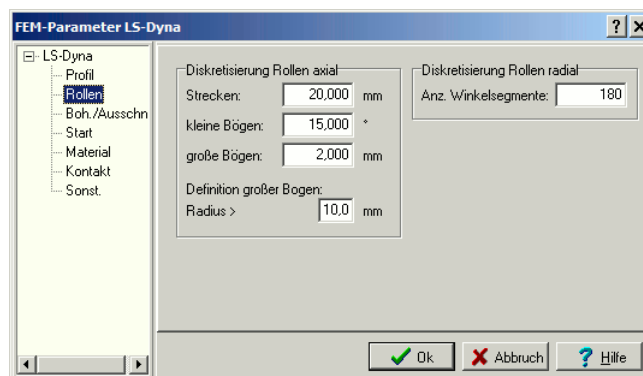 FEM-Parameter LS-Dyna
LS-Dyna
Profil
Rollen
Boh./Ausschn
Start
Material
Kontakt
Sonst.
Diskretisierung Rollen axial
Strecken: 20,000 mm
kleine Bögen: 15,000 °
große Bögen: 2,000 mm
Definition großer Bogen:
Radius > 10,0 mm
Diskretisierung Rollen radial
Anz. Winkelsegmente: 180
Ok
Abbruch
Hilfe